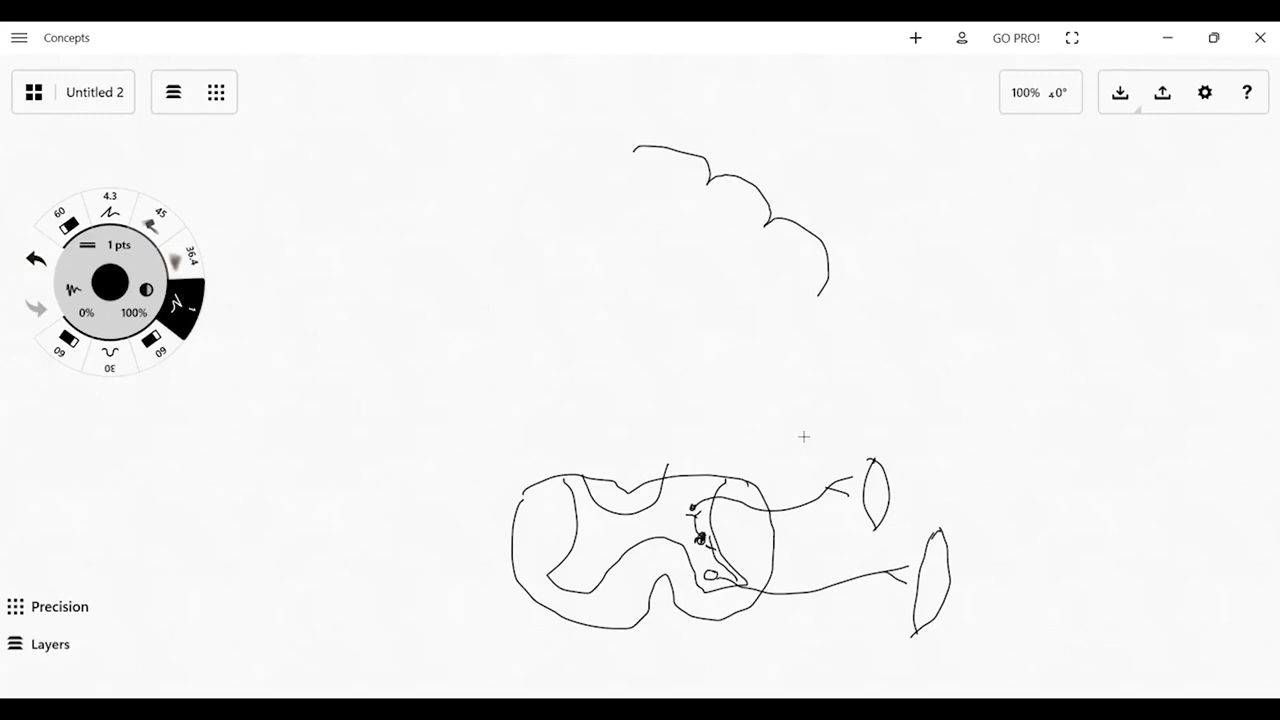 Concepts
GO PRO!
Untitled 2
100% 0°
60
4.3
45
36.4
1
60
30
60
1 pts
0%
100%
Precision
Layers